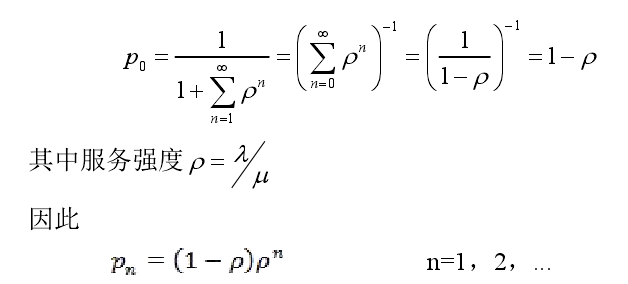 p₀ = 1 / (1 + ∑_{n=1}^{∞} ρⁿ) = (∑_{n=0}^{∞} ρⁿ)⁻¹ = (1 / (1 − ρ))⁻¹ = 1 − ρ
其中服务强度 ρ = λ/μ
因此
pₙ = (1 − ρ)ρⁿ n=1，2，...